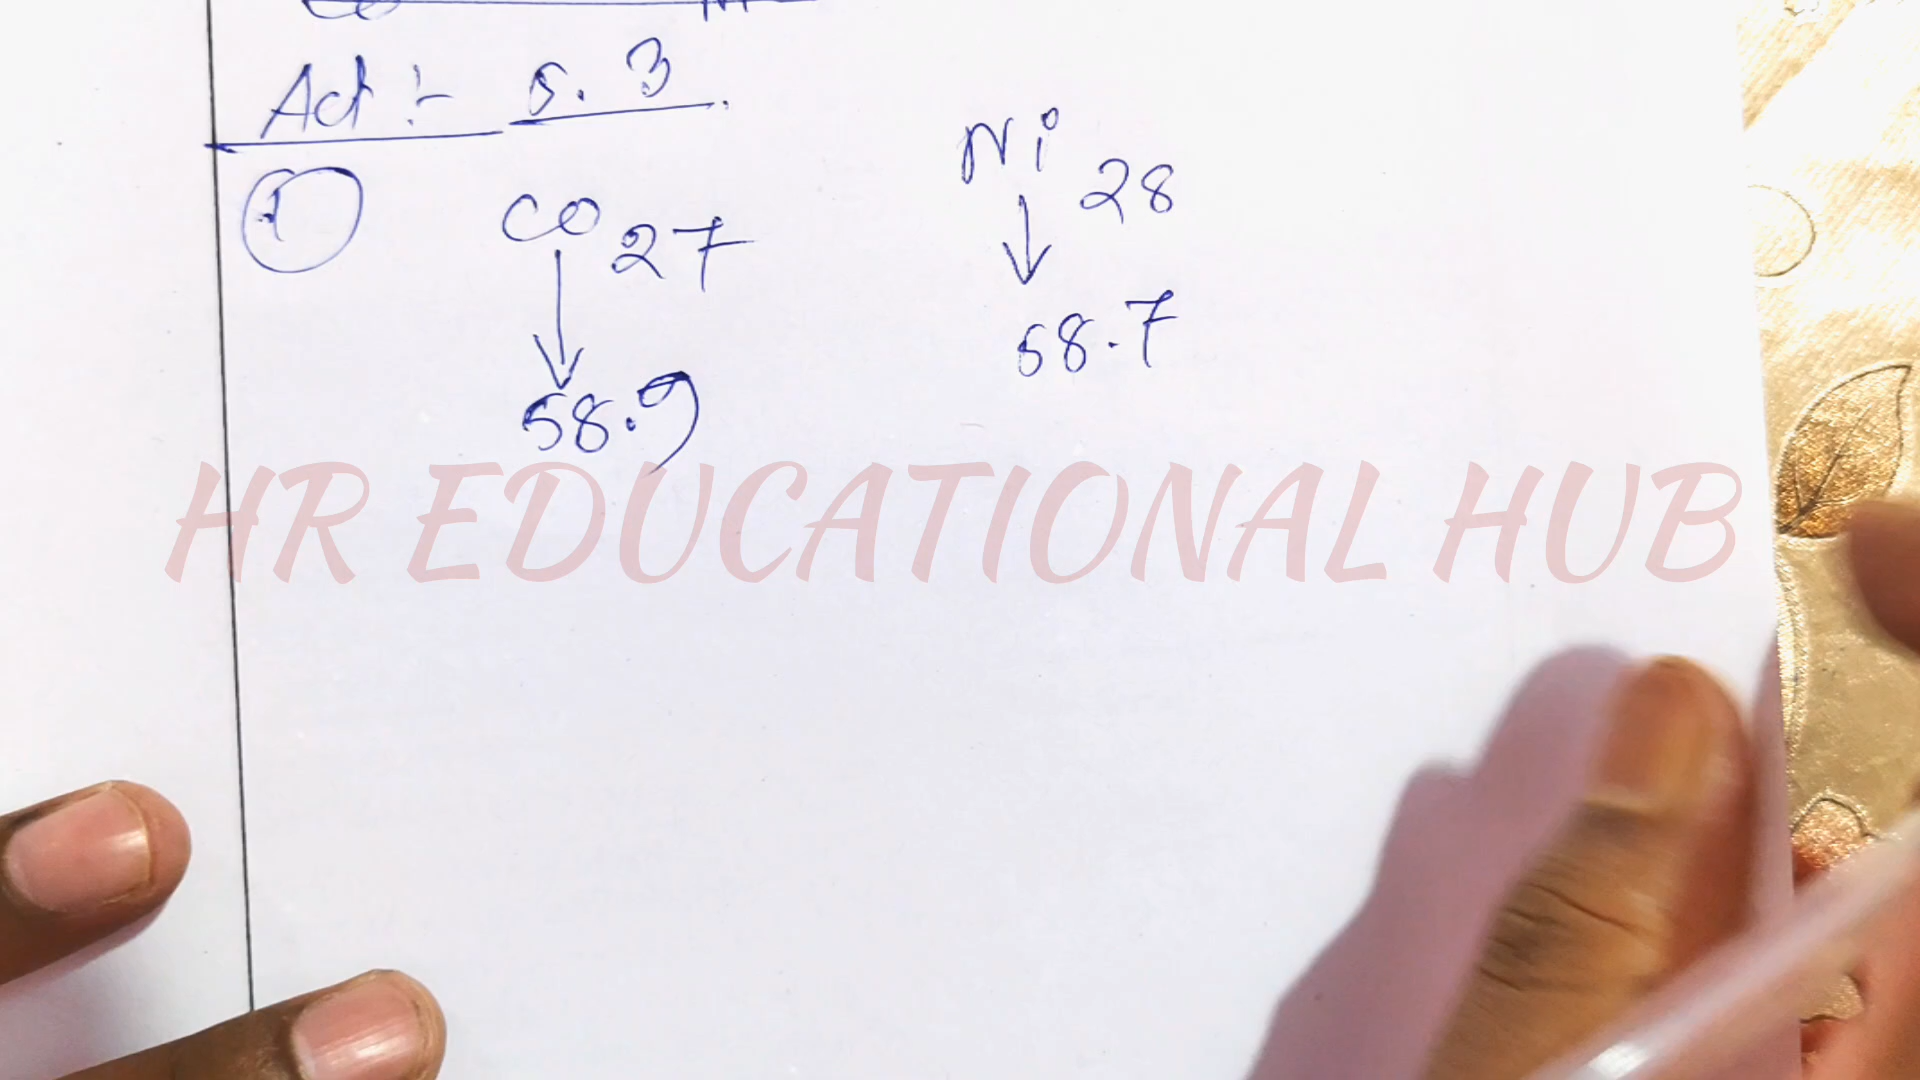 Act :- 5.3.
1 Co 27 Ni 28
58.9 58.7
HR EDUCATIONAL HUB